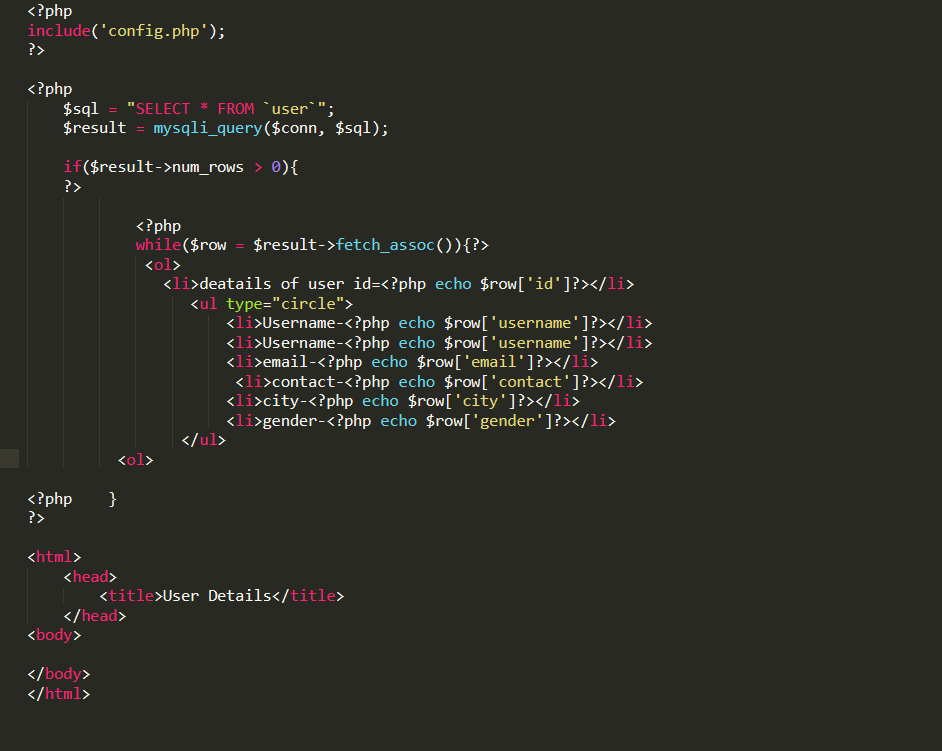 <?php
include('config.php');
?>
<?php
$sql = "SELECT * FROM `user`";
$result = mysqli_query($conn, $sql);
if($result->num_rows > 0){
?>
<?php
while($row = $result->fetch_assoc()){?>
<ol>
<li>deatails of user id=<?php echo $row['id']?></li>
<ul type="circle">
<li>Username-<?php echo $row['username']?></li>
<li>Username-<?php echo $row['username']?></li>
<li>email-<?php echo $row['email']?></li>
<li>contact-<?php echo $row['contact']?></li>
<li>city-<?php echo $row['city']?></li>
<li>gender-<?php echo $row['gender']?></li>
</ul>
<ol>
<?php    }
?>
<html>
<head>
<title>User Details</title>
</head>
<body>
</body>
</html>